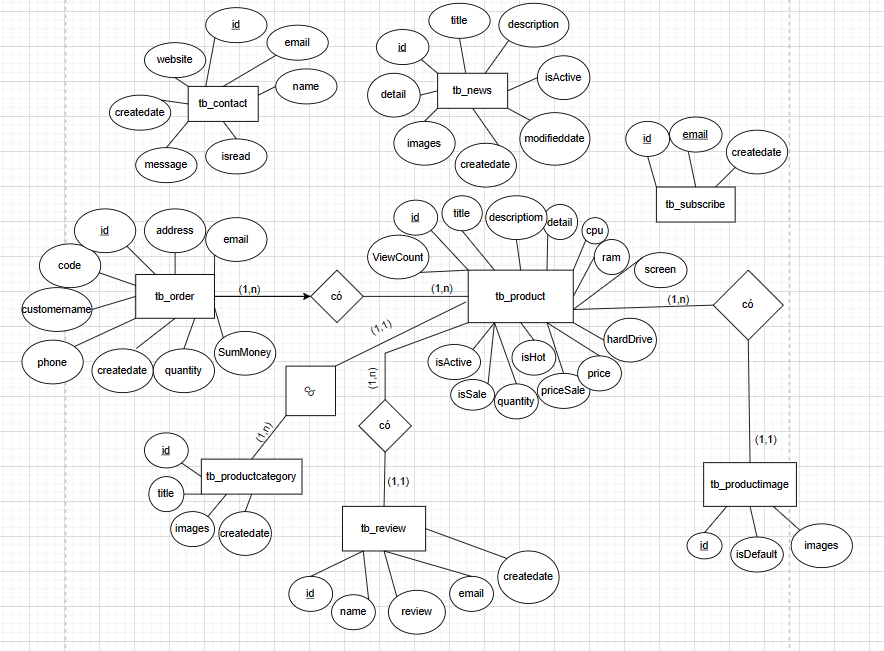 id
website
email
name
tb_contact
createdate
message
isread
title
description
id
isActive
tb_news
detail
images
createdate
modifieddate
id
email
createdate
tb_subscribe
id
address
email
code
tb_order
customername
phone
createdate
quantity
SumMoney
(1,n)
có
(1,n)
id
title
descriptiom
detail
cpu
ram
screen
ViewCount
tb_product
hardDrive
isActive
isHot
price
isSale
quantity
priceSale
(1,n)
có
(1,1)
(1,1)
có
(1,n)
(1,n)
có
(1,1)
id
tb_productcategory
title
images
createdate
tb_review
id
name
review
email
createdate
tb_productimage
id
isDefault
images